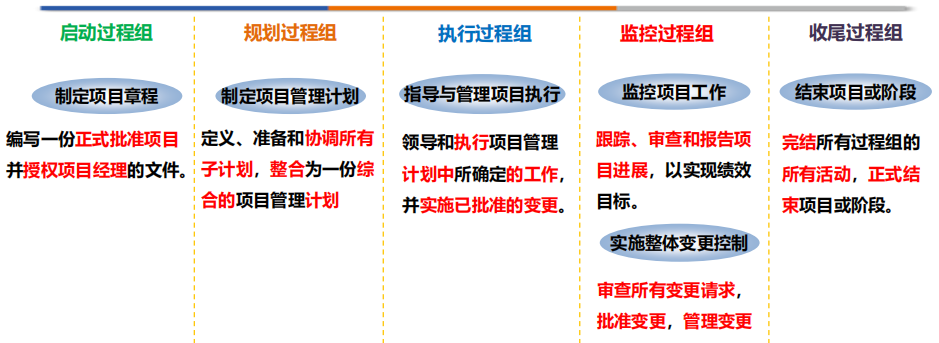 启动过程组
规划过程组
执行过程组
监控过程组
收尾过程组
制定项目章程
编写一份正式批准项目
并授权项目经理的文件。
制定项目管理计划
定义、准备和协调所有
子计划，整合为一份综
合的项目管理计划
指导与管理项目执行
领导和执行项目管理
计划中所确定的工作，
并实施已批准的变更。
监控项目工作
跟踪、审查和报告项
目进展，以实现绩效
目标。
实施整体变更控制
审查所有变更请求，
批准变更，管理变更
结束项目或阶段
完结所有过程组的
所有活动，正式结
束项目或阶段。